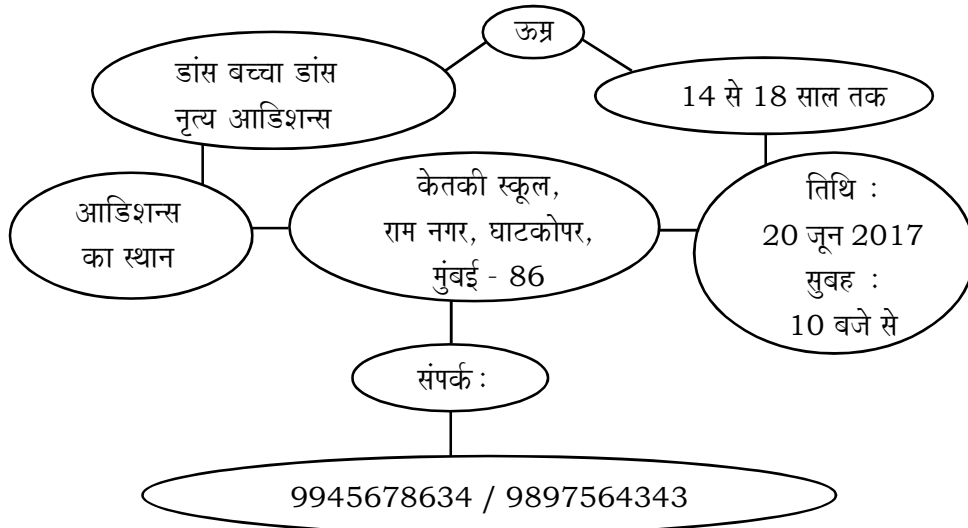 ऊम्र
डांस बच्चा डांस
नृत्य आडिशन्स
14 से 18 साल तक
आडिशन्स
का स्थान
केतकी स्कूल,
राम नगर, घाटकोपर,
मुंबई - 86
तिथि :
20 जून 2017
सुबह :
10 बजे से
संपर्क :
9945678634 / 9897564343